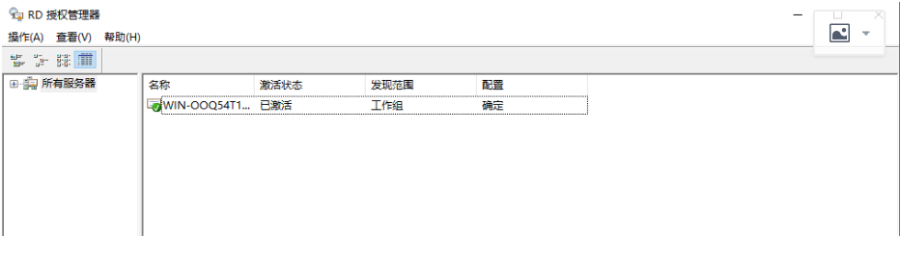 RD 授权管理器
操作(A) 查看(V) 帮助(H)
所有服务器
名称 激活状态 发现范围 配置
WIN-OOQ54T1... 已激活 工作组 确定